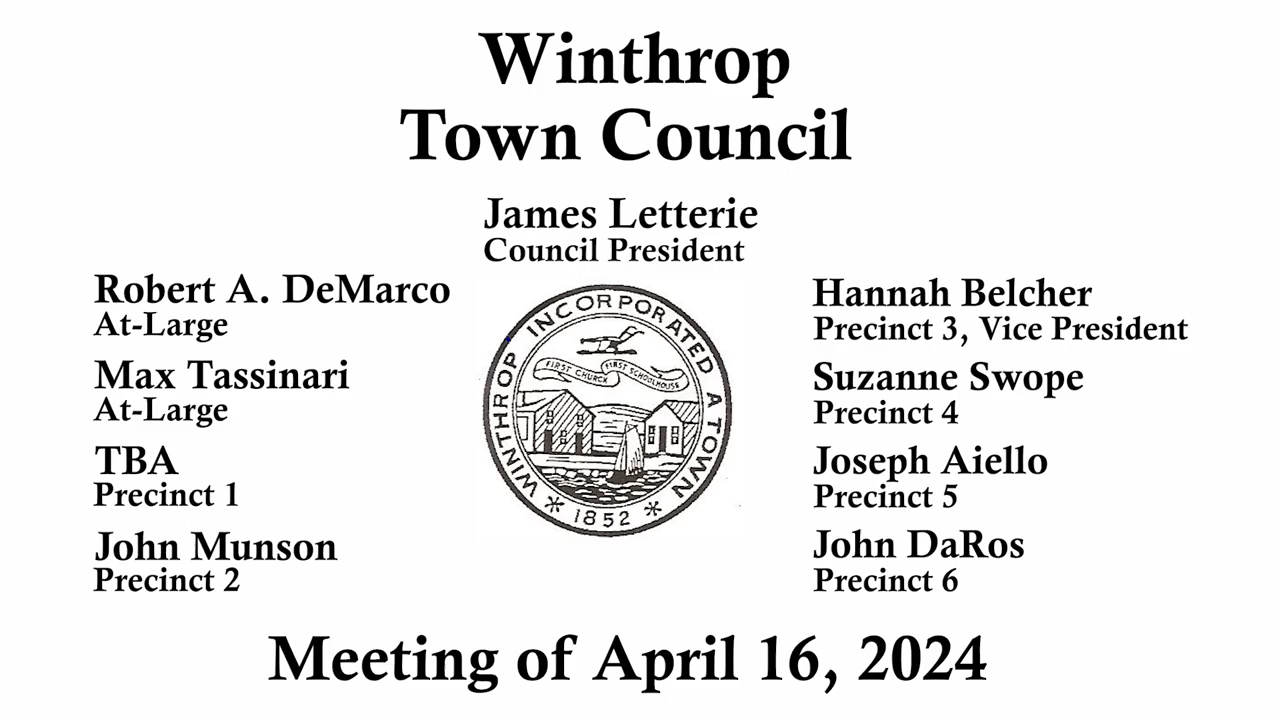 Winthrop
Town Council
James Letterie
Council President
Robert A. DeMarco
At-Large
Max Tassinari
At-Large
TBA
Precinct 1
John Munson
Precinct 2
WINTHROP INCORPORATED A TOWN
FIRST CHURCH FIRST SCHOOLHOUSE
* 1852 *
Hannah Belcher
Precinct 3, Vice President
Suzanne Swope
Precinct 4
Joseph Aiello
Precinct 5
John DaRos
Precinct 6
Meeting of April 16, 2024